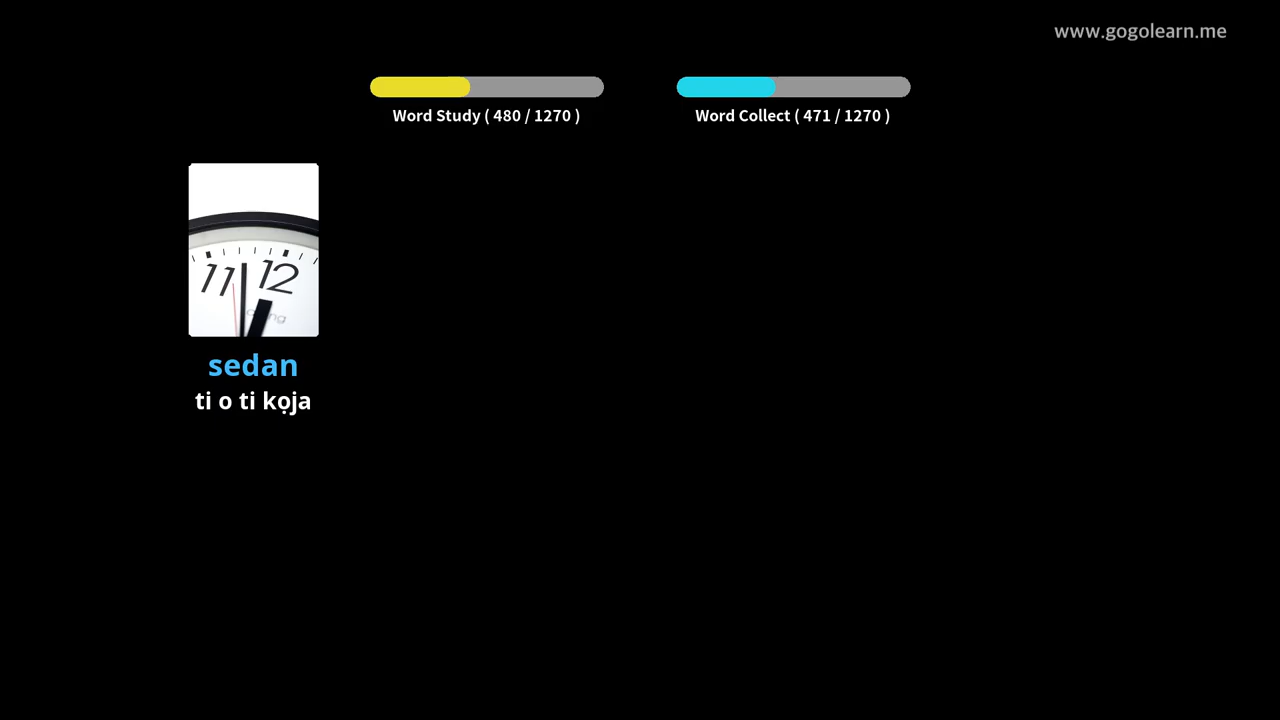 www.gogolearn.me
Word Study ( 480 / 1270 )
Word Collect ( 471 / 1270 )
11 12
sedan
ti o ti kọja